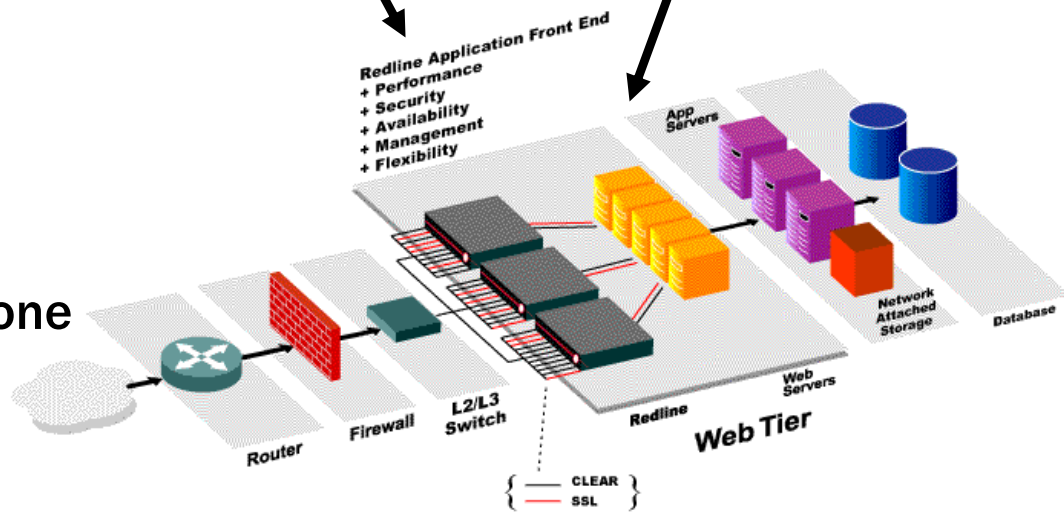 Redline Application Front End
+ Performance
+ Security
+ Availability
+ Management
+ Flexibility
App
Servers
one
Network
Attached
Storage
Database
Web
Servers
Redline
Web Tier
L2/L3
Switch
Firewall
Router
CLEAR
SSL